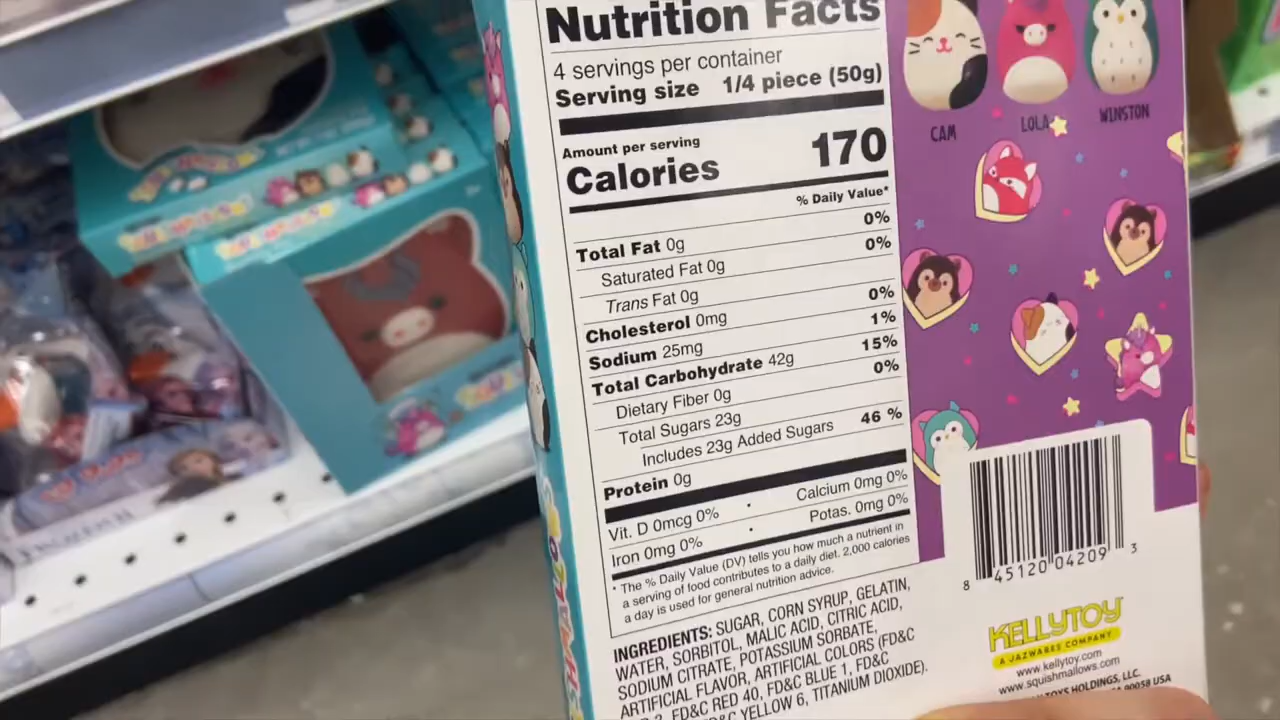 Nutrition Facts
4 servings per container
Serving size 1/4 piece (50g)
Amount per serving
Calories 170
% Daily Value*
Total Fat 0g 0%
Saturated Fat 0g 0%
Trans Fat 0g
Cholesterol 0mg 0%
Sodium 25mg 1%
Total Carbohydrate 42g 15%
Dietary Fiber 0g 0%
Total Sugars 23g
Includes 23g Added Sugars 46 %
Protein 0g
Vit. D 0mcg 0% • Calcium 0mg 0%
Iron 0mg 0% • Potas. 0mg 0%
* The % Daily Value (DV) tells you how much a nutrient in
a serving of food contributes to a daily diet. 2,000 calories
a day is used for general nutrition advice.
INGREDIENTS: SUGAR, CORN SYRUP, GELATIN,
WATER, SORBITOL, MALIC ACID, CITRIC ACID,
SODIUM CITRATE, POTASSIUM SORBATE,
ARTIFICIAL FLAVOR, ARTIFICIAL COLORS (FD&C
3, FD&C RED 40, FD&C BLUE 1, FD&C
YELLOW 6, TITANIUM DIOXIDE).
CAM
LOLA
WINSTON
8 45120 04209 3
KELLYTOY
A JAZWARES COMPANY
www.kellytoy.com
www.squishmallows.com
TOYS HOLDINGS, LLC.
90058 USA